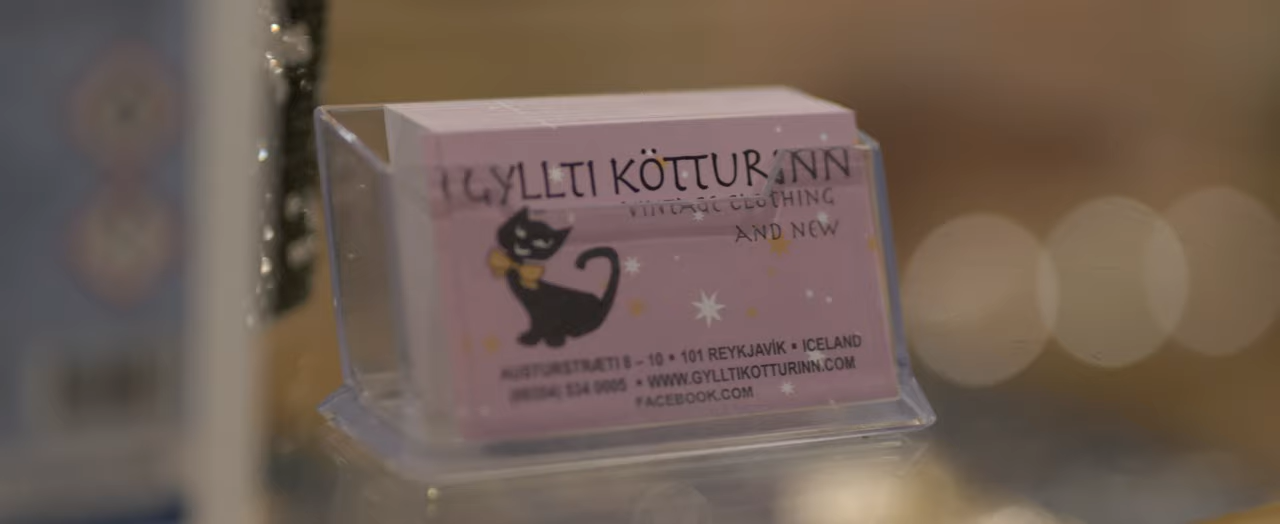 GYLLTI KÖTTURINN
VINTAGE CLOTHING
AND NEW
AUSTURSTRÆTI 8 – 10 • 101 REYKJAVÍK • ICELAND
(00354) 534 0005 • WWW.GYLLTIKOTTURINN.COM
FACEBOOK.COM